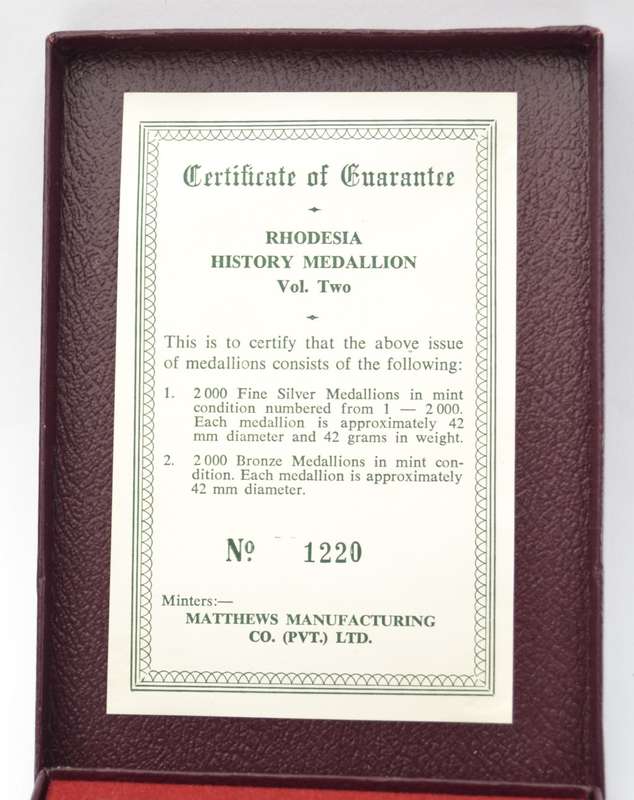 Certificate of Guarantee
RHODESIA
HISTORY MEDALLION
Vol. Two
This is to certify that the above issue
of medallions consists of the following:
1. 2 000 Fine Silver Medallions in mint
condition numbered from 1 — 2 000.
Each medallion is approximately 42
mm diameter and 42 grams in weight.
2. 2 000 Bronze Medallions in mint con-
dition. Each medallion is approximately
42 mm diameter.
Nº 1220
Minters:—
MATTHEWS MANUFACTURING
CO. (PVT.) LTD.